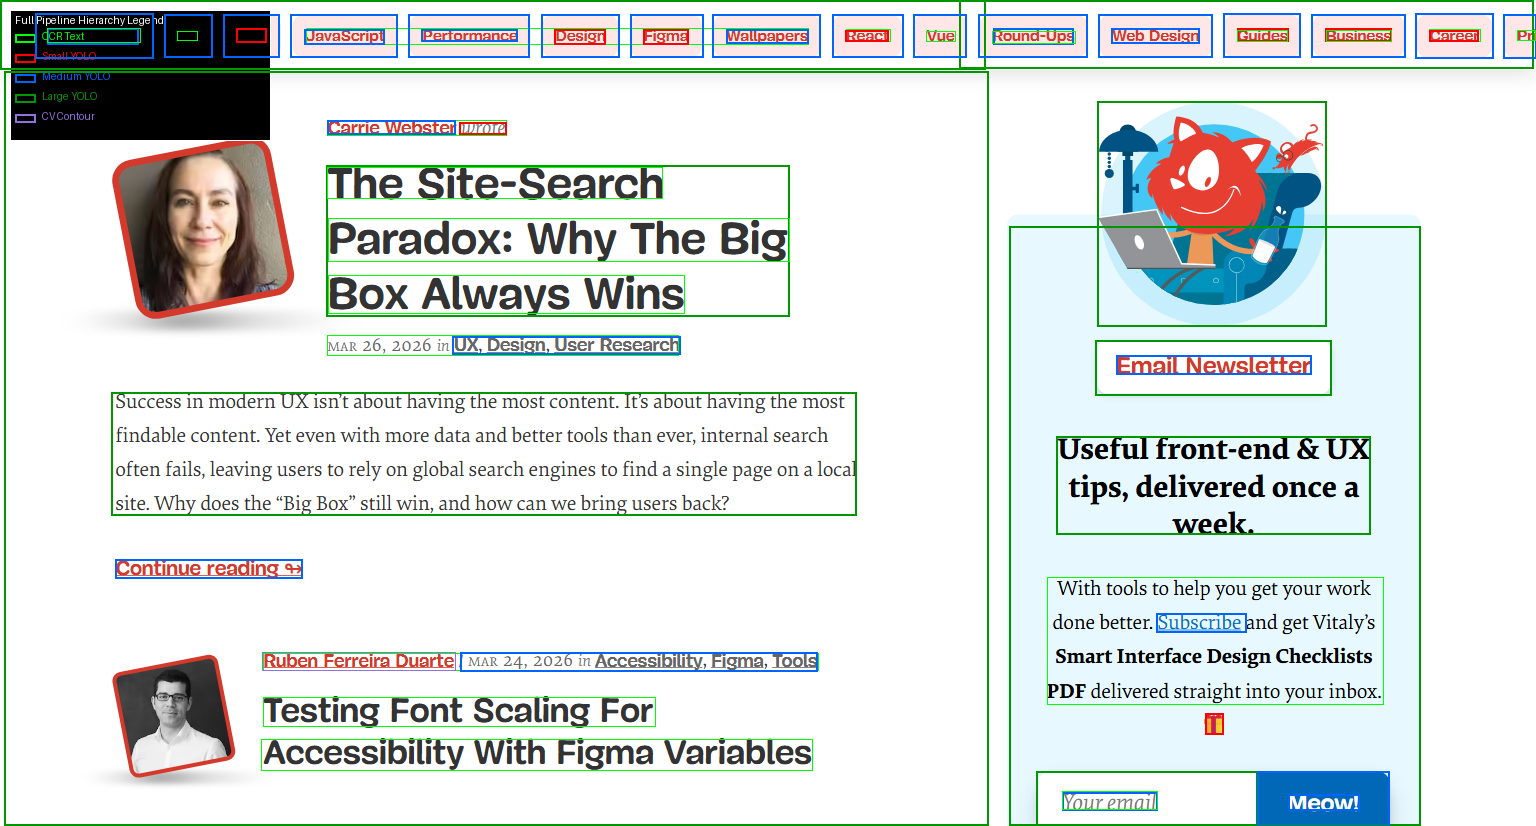 Full Pipeline Hierarchy Legend
OCR Text
Small YOLO
Medium YOLO
Large YOLO
CV Contour
JavaScript
Performance
Design
Figma
Wallpapers
React
Vue
Round-Ups
Web Design
Guides
Business
Career
Carrie Webster wrote
The Site-Search
Paradox: Why The Big
Box Always Wins
MAR 26, 2026 in UX, Design, User Research
Success in modern UX isn’t about having the most content. It’s about having the most
findable content. Yet even with more data and better tools than ever, internal search
often fails, leaving users to rely on global search engines to find a single page on a local
site. Why does the “Big Box” still win, and how can we bring users back?
Continue reading ↬
Ruben Ferreira Duarte / MAR 24, 2026 in Accessibility, Figma, Tools
Testing Font Scaling For
Accessibility With Figma Variables
Email Newsletter
Useful front-end & UX
tips, delivered once a
week.
With tools to help you get your work
done better. Subscribe and get Vitaly’s
Smart Interface Design Checklists
PDF delivered straight into your inbox.
Your email
Meow!